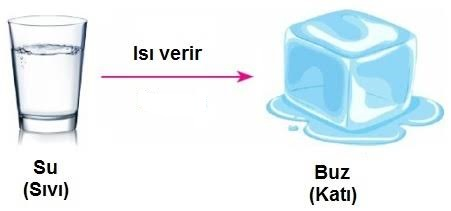 Isı verir
Su
(Sıvı)
Buz
(Katı)